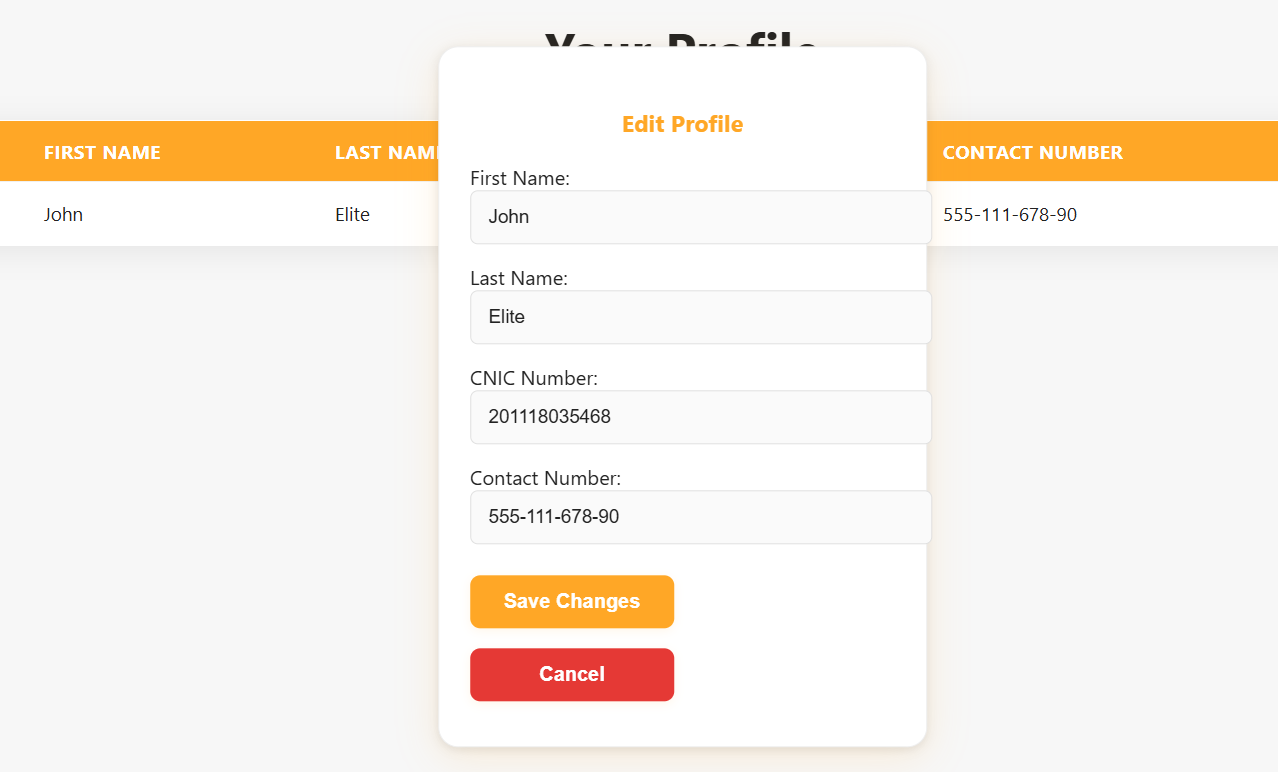 Your Profile
Edit Profile
FIRST NAME LAST NAM CONTACT NUMBER
First Name:
John Elite John 555-111-678-90
Last Name:
Elite
CNIC Number:
201118035468
Contact Number:
555-111-678-90
Save Changes
Cancel